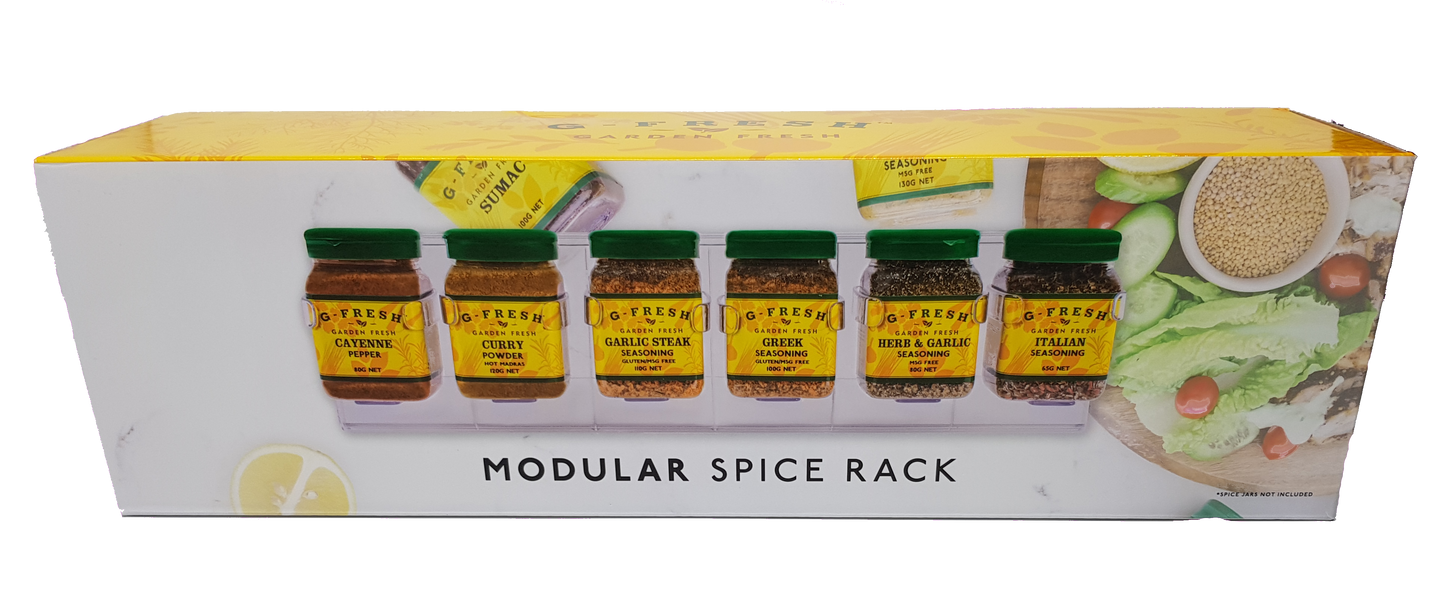 G-FRESH™
GARDEN FRESH
GARDEN
SUMAC
100G NET
SEASONING
MSG FREE
130G NET
G-FRESH
GARDEN FRESH
CAYENNE
PEPPER
60G NET
G-FRESH
GARDEN FRESH
CURRY
POWDER
HOT MADRAS
120G NET
G-FRESH
GARDEN FRESH
GARLIC STEAK
SEASONING
GLUTEN/MSG FREE
110G NET
G-FRESH
GARDEN FRESH
GREEK
SEASONING
GLUTEN/MSG FREE
100G NET
G-FRESH
GARDEN FRESH
HERB & GARLIC
SEASONING
MSG FREE
80G NET
G-FRESH
GARDEN FRESH
ITALIAN
SEASONING
65G NET
MODULAR SPICE RACK
*SPICE JARS NOT INCLUDED